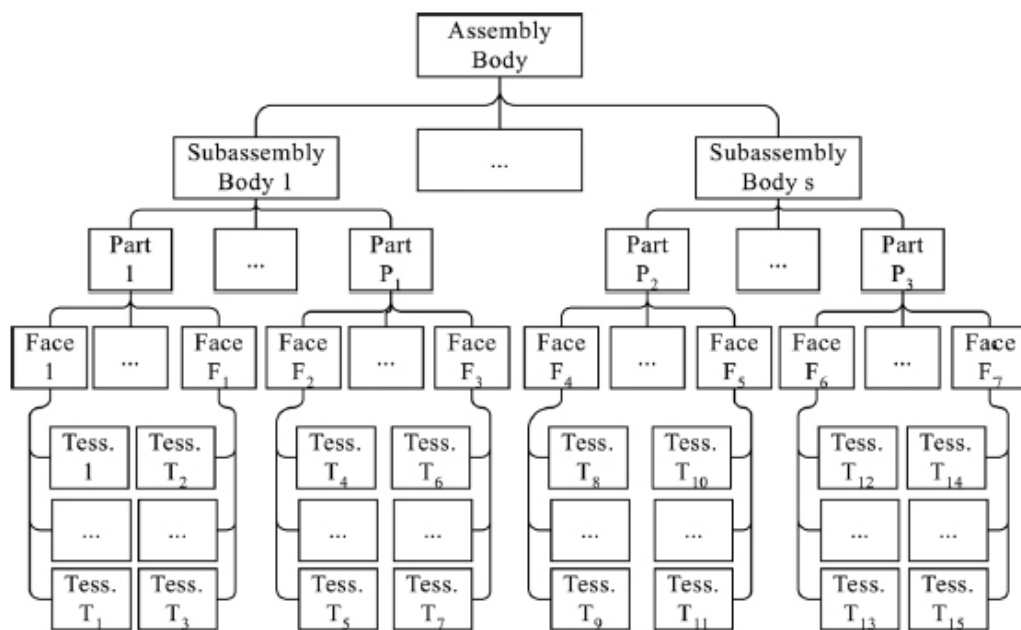 Assembly
Body
Subassembly
Body 1
...
Subassembly
Body s
Part
1
...
Part
P₁
Part
P₂
...
Part
P₃
Face
1
...
Face
F₁
Face
F₂
...
Face
F₃
Face
F₄
...
Face
F₅
Face
F₆
...
Face
F₇
Tess.
1
Tess.
T₂
Tess.
T₄
Tess.
T₆
Tess.
T₈
Tess.
T₁₀
Tess.
T₁₂
Tess.
T₁₄
...
...
...
...
...
...
...
...
Tess.
T₁
Tess.
T₃
Tess.
T₅
Tess.
T₇
Tess.
T₉
Tess.
T₁₁
Tess.
T₁₃
Tess.
T₁₅